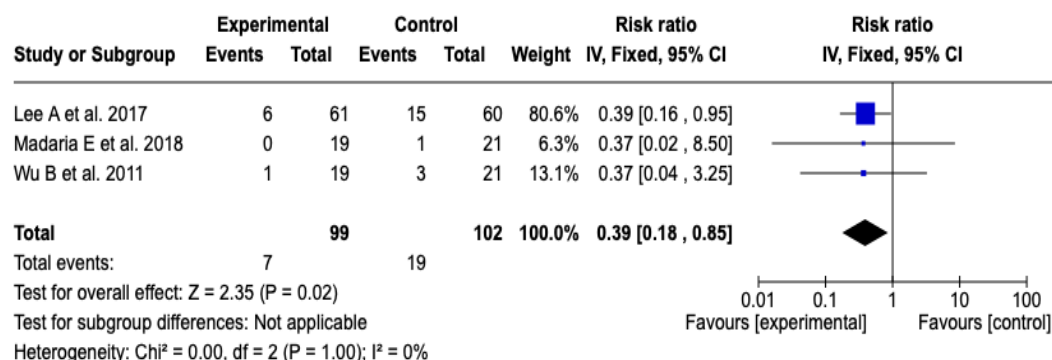 Experimental Control Risk ratio Risk ratio
Study or Subgroup Events Total Events Total Weight IV, Fixed, 95% CI IV, Fixed, 95% CI
Lee A et al. 2017 6 61 15 60 80.6% 0.39 [0.16 , 0.95]
Madaria E et al. 2018 0 19 1 21 6.3% 0.37 [0.02 , 8.50]
Wu B et al. 2011 1 19 3 21 13.1% 0.37 [0.04 , 3.25]
Total 99 102 100.0% 0.39 [0.18 , 0.85]
Total events: 7 19
Test for overall effect: Z = 2.35 (P = 0.02) 0.01 0.1 1 10 100
Test for subgroup differences: Not applicable Favours [experimental] Favours [control]
Heterogeneity: Chi² = 0.00, df = 2 (P = 1.00); I² = 0%